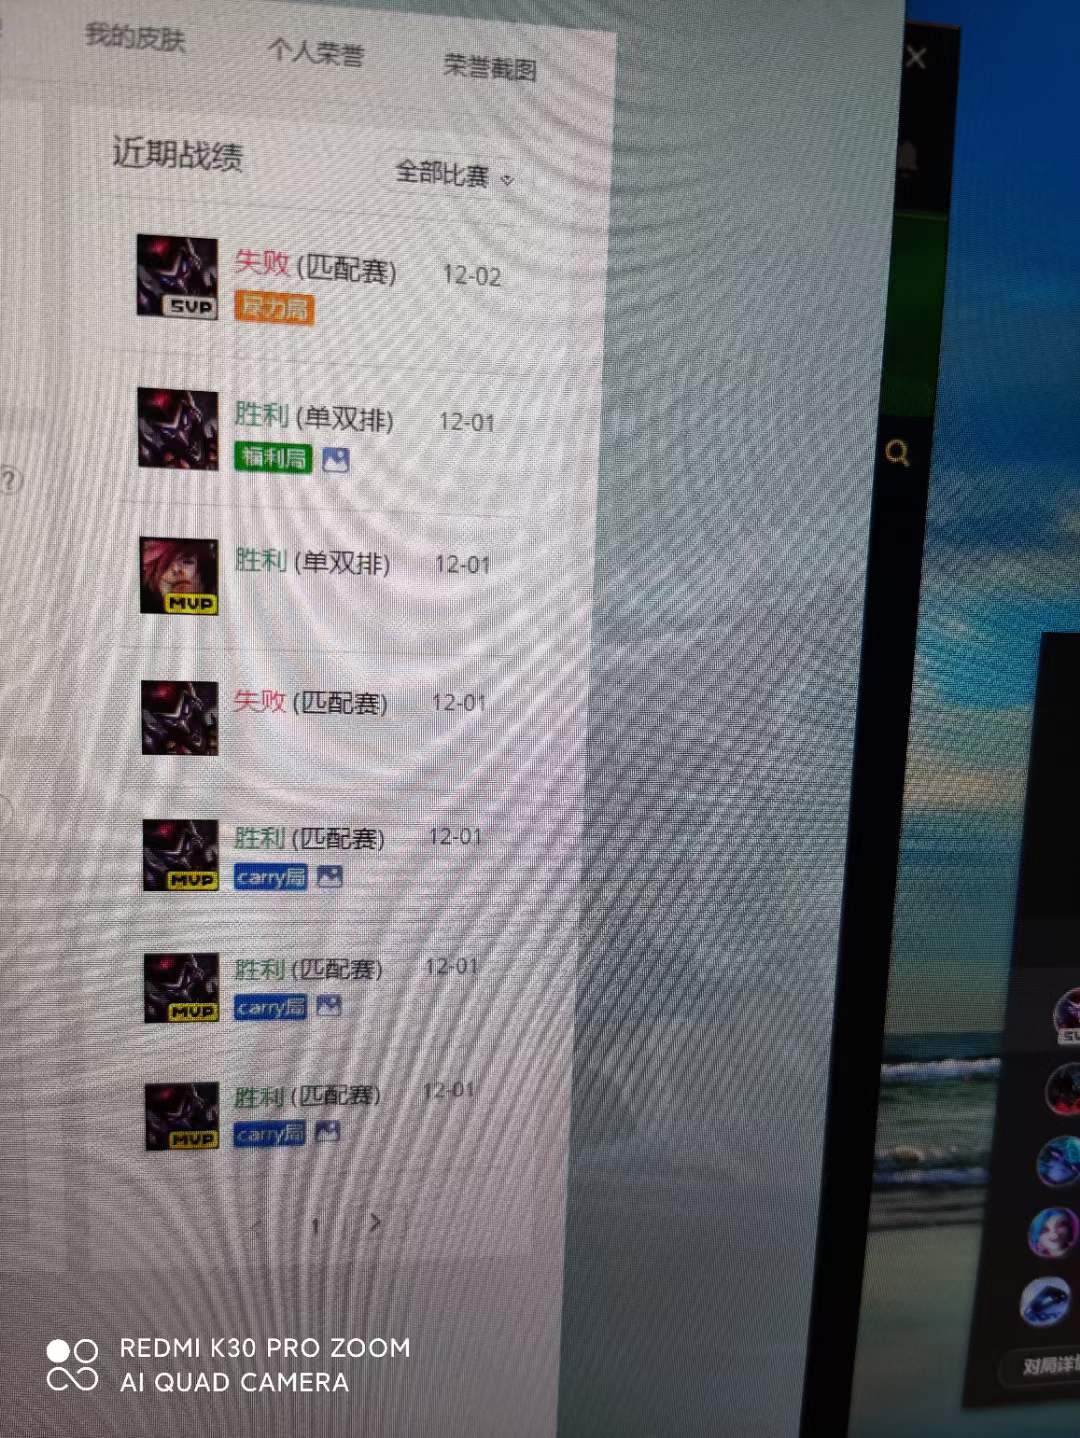 我的皮肤 个人荣誉 荣誉截图
近期战绩 全部比赛
失败 (匹配赛) 12-02
SVP 尽力局
胜利 (单双排) 12-01
福利局
胜利 (单双排) 12-01
MVP
失败 (匹配赛) 12-01
胜利 (匹配赛) 12-01
MVP carry局
胜利 (匹配赛) 12-01
MVP carry局
胜利 (匹配赛) 12-01
MVP carry局
1
对局详
REDMI K30 PRO ZOOM
AI QUAD CAMERA